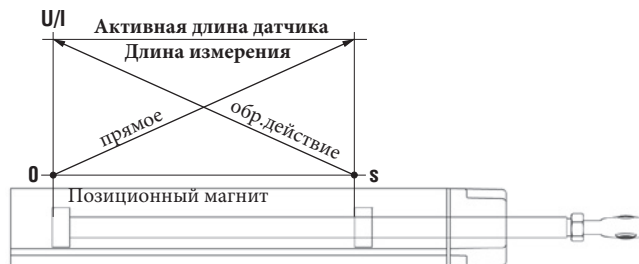 U/I
Активная длина датчика
Длина измерения
прямое
обр.действие
0
s
Позиционный магнит